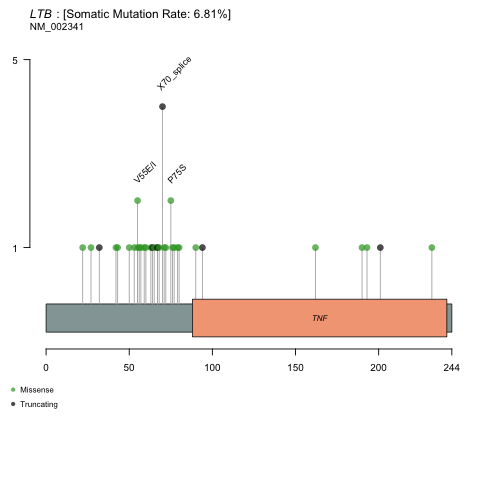 LTB : [Somatic Mutation Rate: 6.81%]
NM_002341
5
X70_splice
V55E/I
P75S
1
TNF
0 50 100 150 200 244
Missense
Truncating